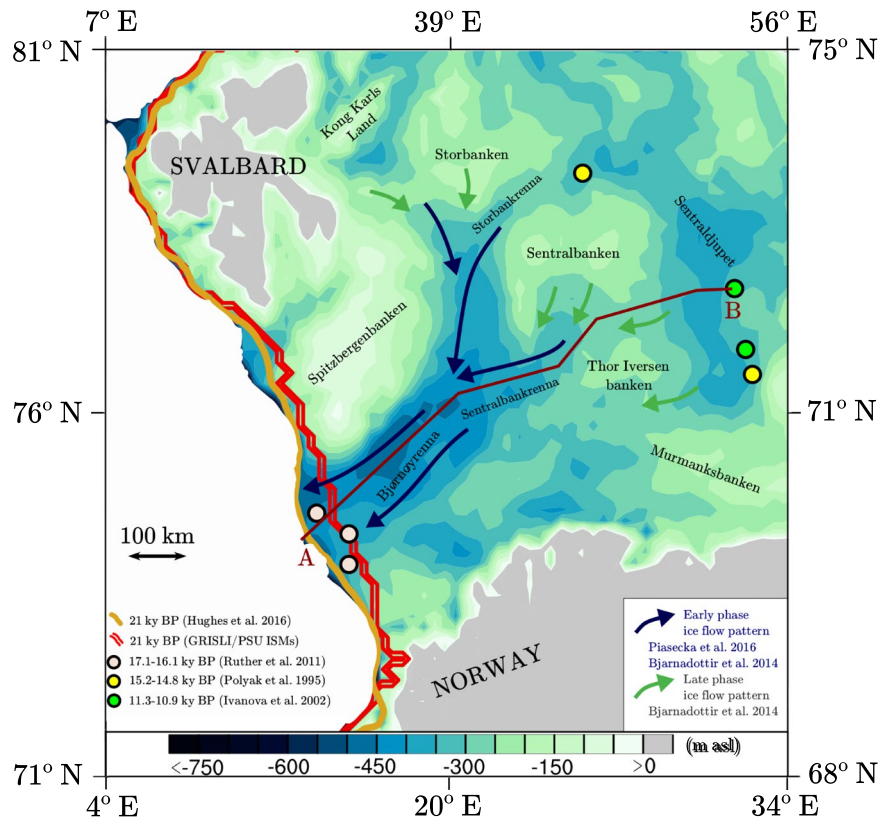 7° E
39° E
56° E
81° N
75° N
Kong Karls
Land
Storbanken
SVALBARD
Storbankrenna
Sentraldjupet
Sentralbanken
B
Spitzbergenbanken
Thor Iversen
banken
Sentralbankrenna
76° N
71° N
Bjørnøyrenna
Murmanksbanken
100 km
A
21 ky BP (Hughes et al. 2016)
21 ky BP (GRISLI/PSU ISMs)
17.1-16.1 ky BP (Ruther et al. 2011)
15.2-14.8 ky BP (Polyak et al. 1995)
11.3-10.9 ky BP (Ivanova et al. 2002)
NORWAY
Early phase
ice flow pattern
Piasecka et al. 2016
Bjarnadottir et al. 2014
Late phase
ice flow pattern
Bjarnadottir et al. 2014
(m asl)
<-750 -600 -450 -300 -150 >0
71° N
68° N
4° E
20° E
34° E